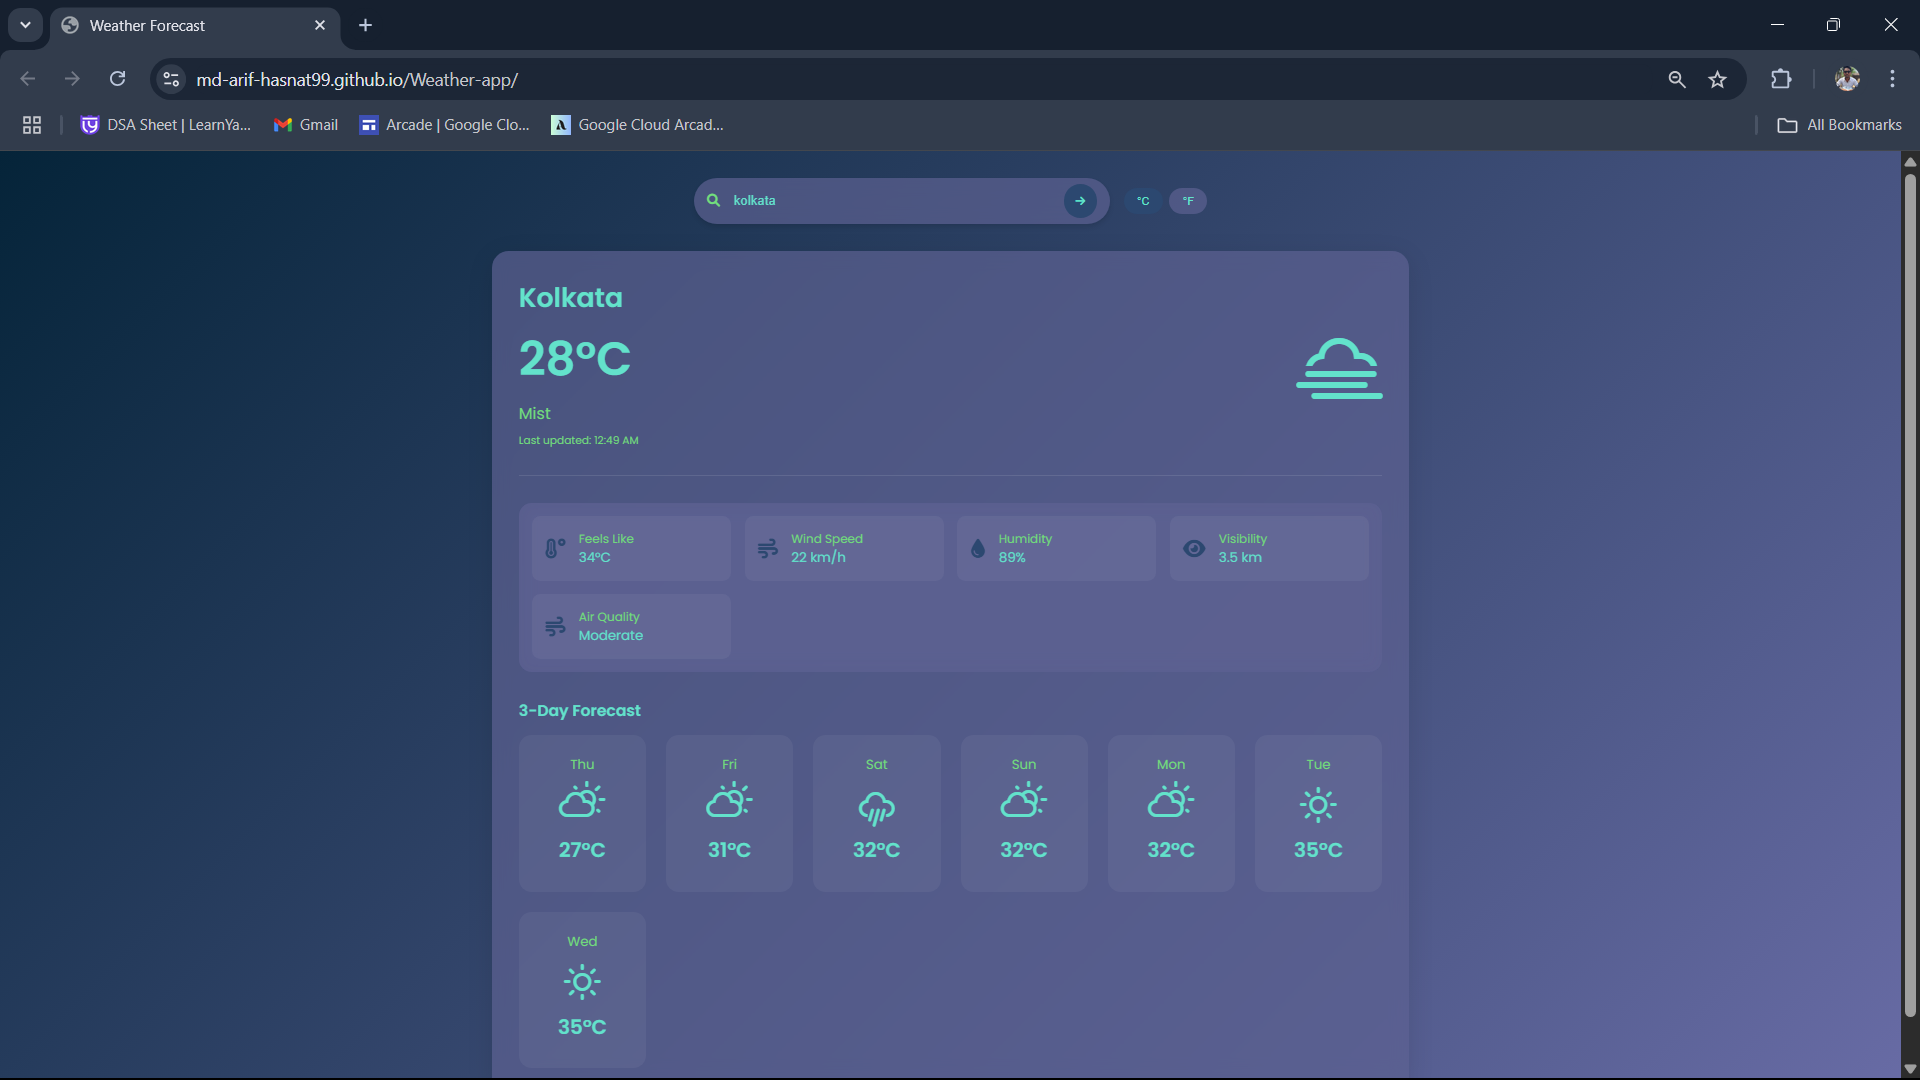 Weather Forecast
md-arif-hasnat99.github.io/Weather-app/
DSA Sheet | LearnYa...
Gmail
Arcade | Google Clo...
Google Cloud Arcad...
All Bookmarks
kolkata
°C
°F
Kolkata
28°C
Mist
Last updated: 12:49 AM
Feels Like
34°C
Wind Speed
22 km/h
Humidity
89%
Visibility
3.5 km
Air Quality
Moderate
3-Day Forecast
Thu
27°C
Fri
31°C
Sat
32°C
Sun
32°C
Mon
32°C
Tue
35°C
Wed
35°C